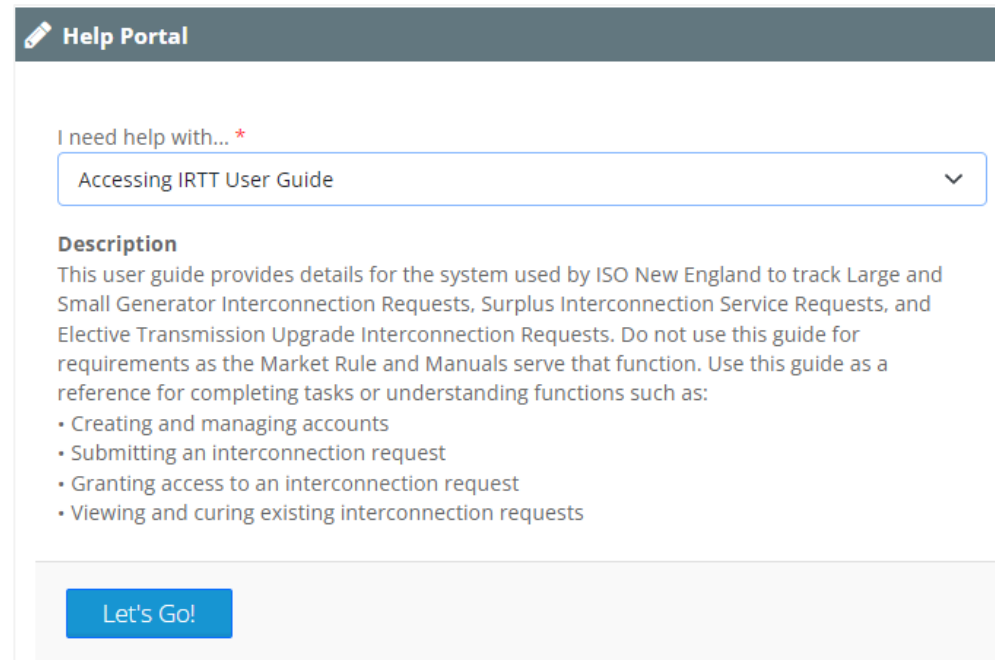 Help Portal
I need help with... *
Accessing IRTT User Guide
Description
This user guide provides details for the system used by ISO New England to track Large and
Small Generator Interconnection Requests, Surplus Interconnection Service Requests, and
Elective Transmission Upgrade Interconnection Requests. Do not use this guide for
requirements as the Market Rule and Manuals serve that function. Use this guide as a
reference for completing tasks or understanding functions such as:
• Creating and managing accounts
• Submitting an interconnection request
• Granting access to an interconnection request
• Viewing and curing existing interconnection requests
Let's Go!